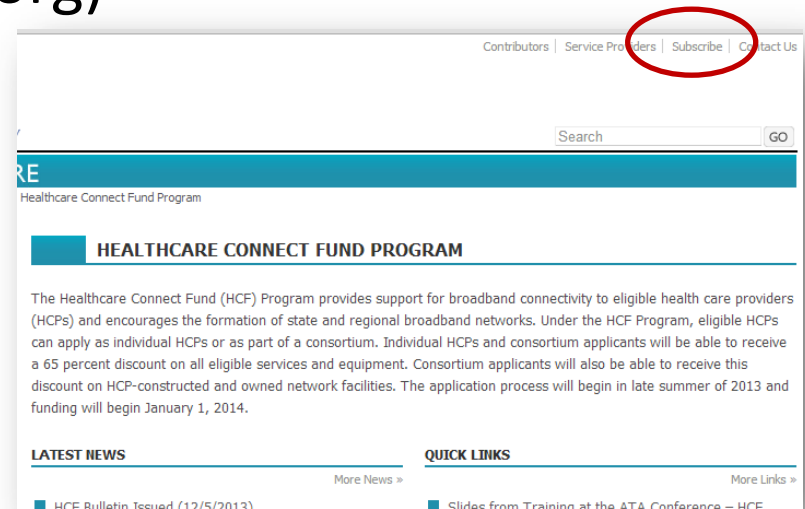 org)
Contributors | Service Providers | Subscribe | Contact Us
Search GO
RE
Healthcare Connect Fund Program
HEALTHCARE CONNECT FUND PROGRAM
The Healthcare Connect Fund (HCF) Program provides support for broadband connectivity to eligible health care providers
(HCPs) and encourages the formation of state and regional broadband networks. Under the HCF Program, eligible HCPs
can apply as individual HCPs or as part of a consortium. Individual HCPs and consortium applicants will be able to receive
a 65 percent discount on all eligible services and equipment. Consortium applicants will also be able to receive this
discount on HCP-constructed and owned network facilities. The application process will begin in late summer of 2013 and
funding will begin January 1, 2014.
LATEST NEWS
More News »
HCF Bulletin Issued (12/5/2013)
QUICK LINKS
More Links »
Slides from Training at the ATA Conference – HCF